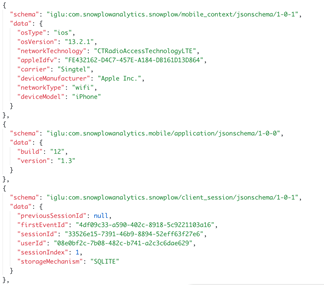 {
"schema": "iglu:com.snowplowanalytics.snowplow/mobile_context/jsonschema/1-0-1",
"data": {
"osType": "ios",
"osVersion": "13.2.1",
"networkTechnology": "CTRadioAccessTechnologyLTE",
"appleIdfv": "FE432162-D4C7-457E-A184-D8161D13D864",
"carrier": "Singtel",
"deviceManufacturer": "Apple Inc.",
"networkType": "wifi",
"deviceModel": "iPhone"
}
},
{
"schema": "iglu:com.snowplowanalytics.mobile/application/jsonschema/1-0-0",
"data": {
"build": "12",
"version": "1.3"
}
},
{
"schema": "iglu:com.snowplowanalytics.snowplow/client_session/jsonschema/1-0-1",
"data": {
"previousSessionId": null,
"firstEventId": "4df09c33-a590-402c-8918-5c9221103a16",
"sessionId": "33526e15-7391-46b9-8894-52eff63f27e6",
"userId": "08e0bf2c-7b08-482c-b741-a2c3c6dae629",
"sessionIndex": 1,
"storageMechanism": "SQLITE"
}
},